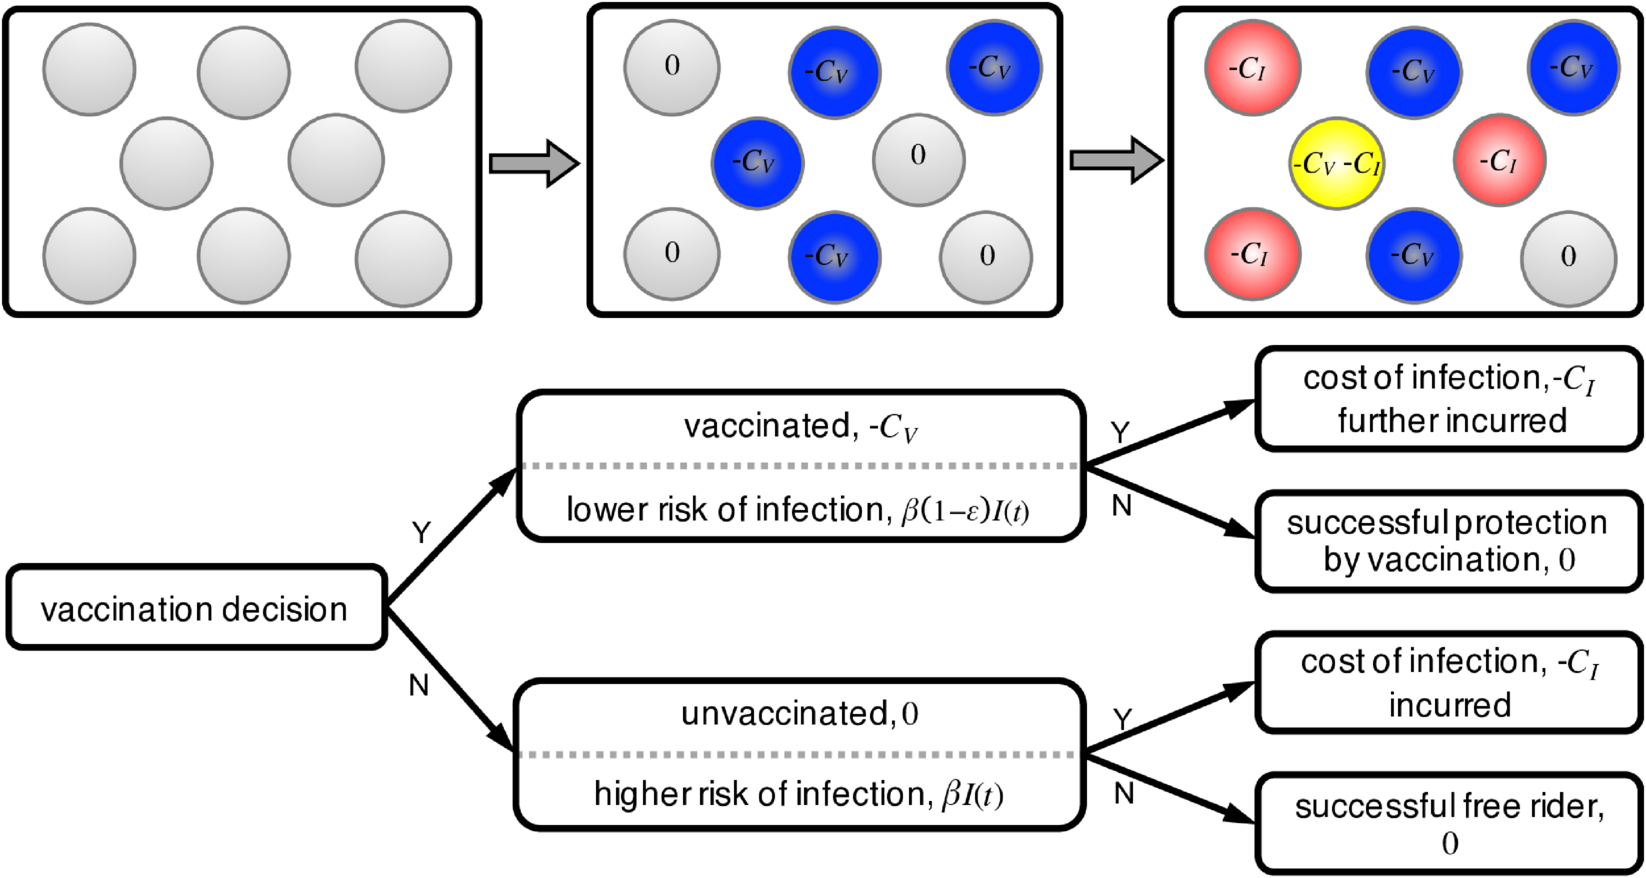 0
-C_V
-C_V
-C_V
0
0
-C_V
0
-C_I
-C_V
-C_V
-C_V -C_I
-C_I
-C_I
-C_V
0
vaccination decision
Y
N
vaccinated, -C_V
lower risk of infection, β(1−ε)I(t)
unvaccinated, 0
higher risk of infection, βI(t)
Y
N
Y
N
cost of infection,-C_I
further incurred
successful protection
by vaccination, 0
cost of infection, -C_I
incurred
successful free rider,
0